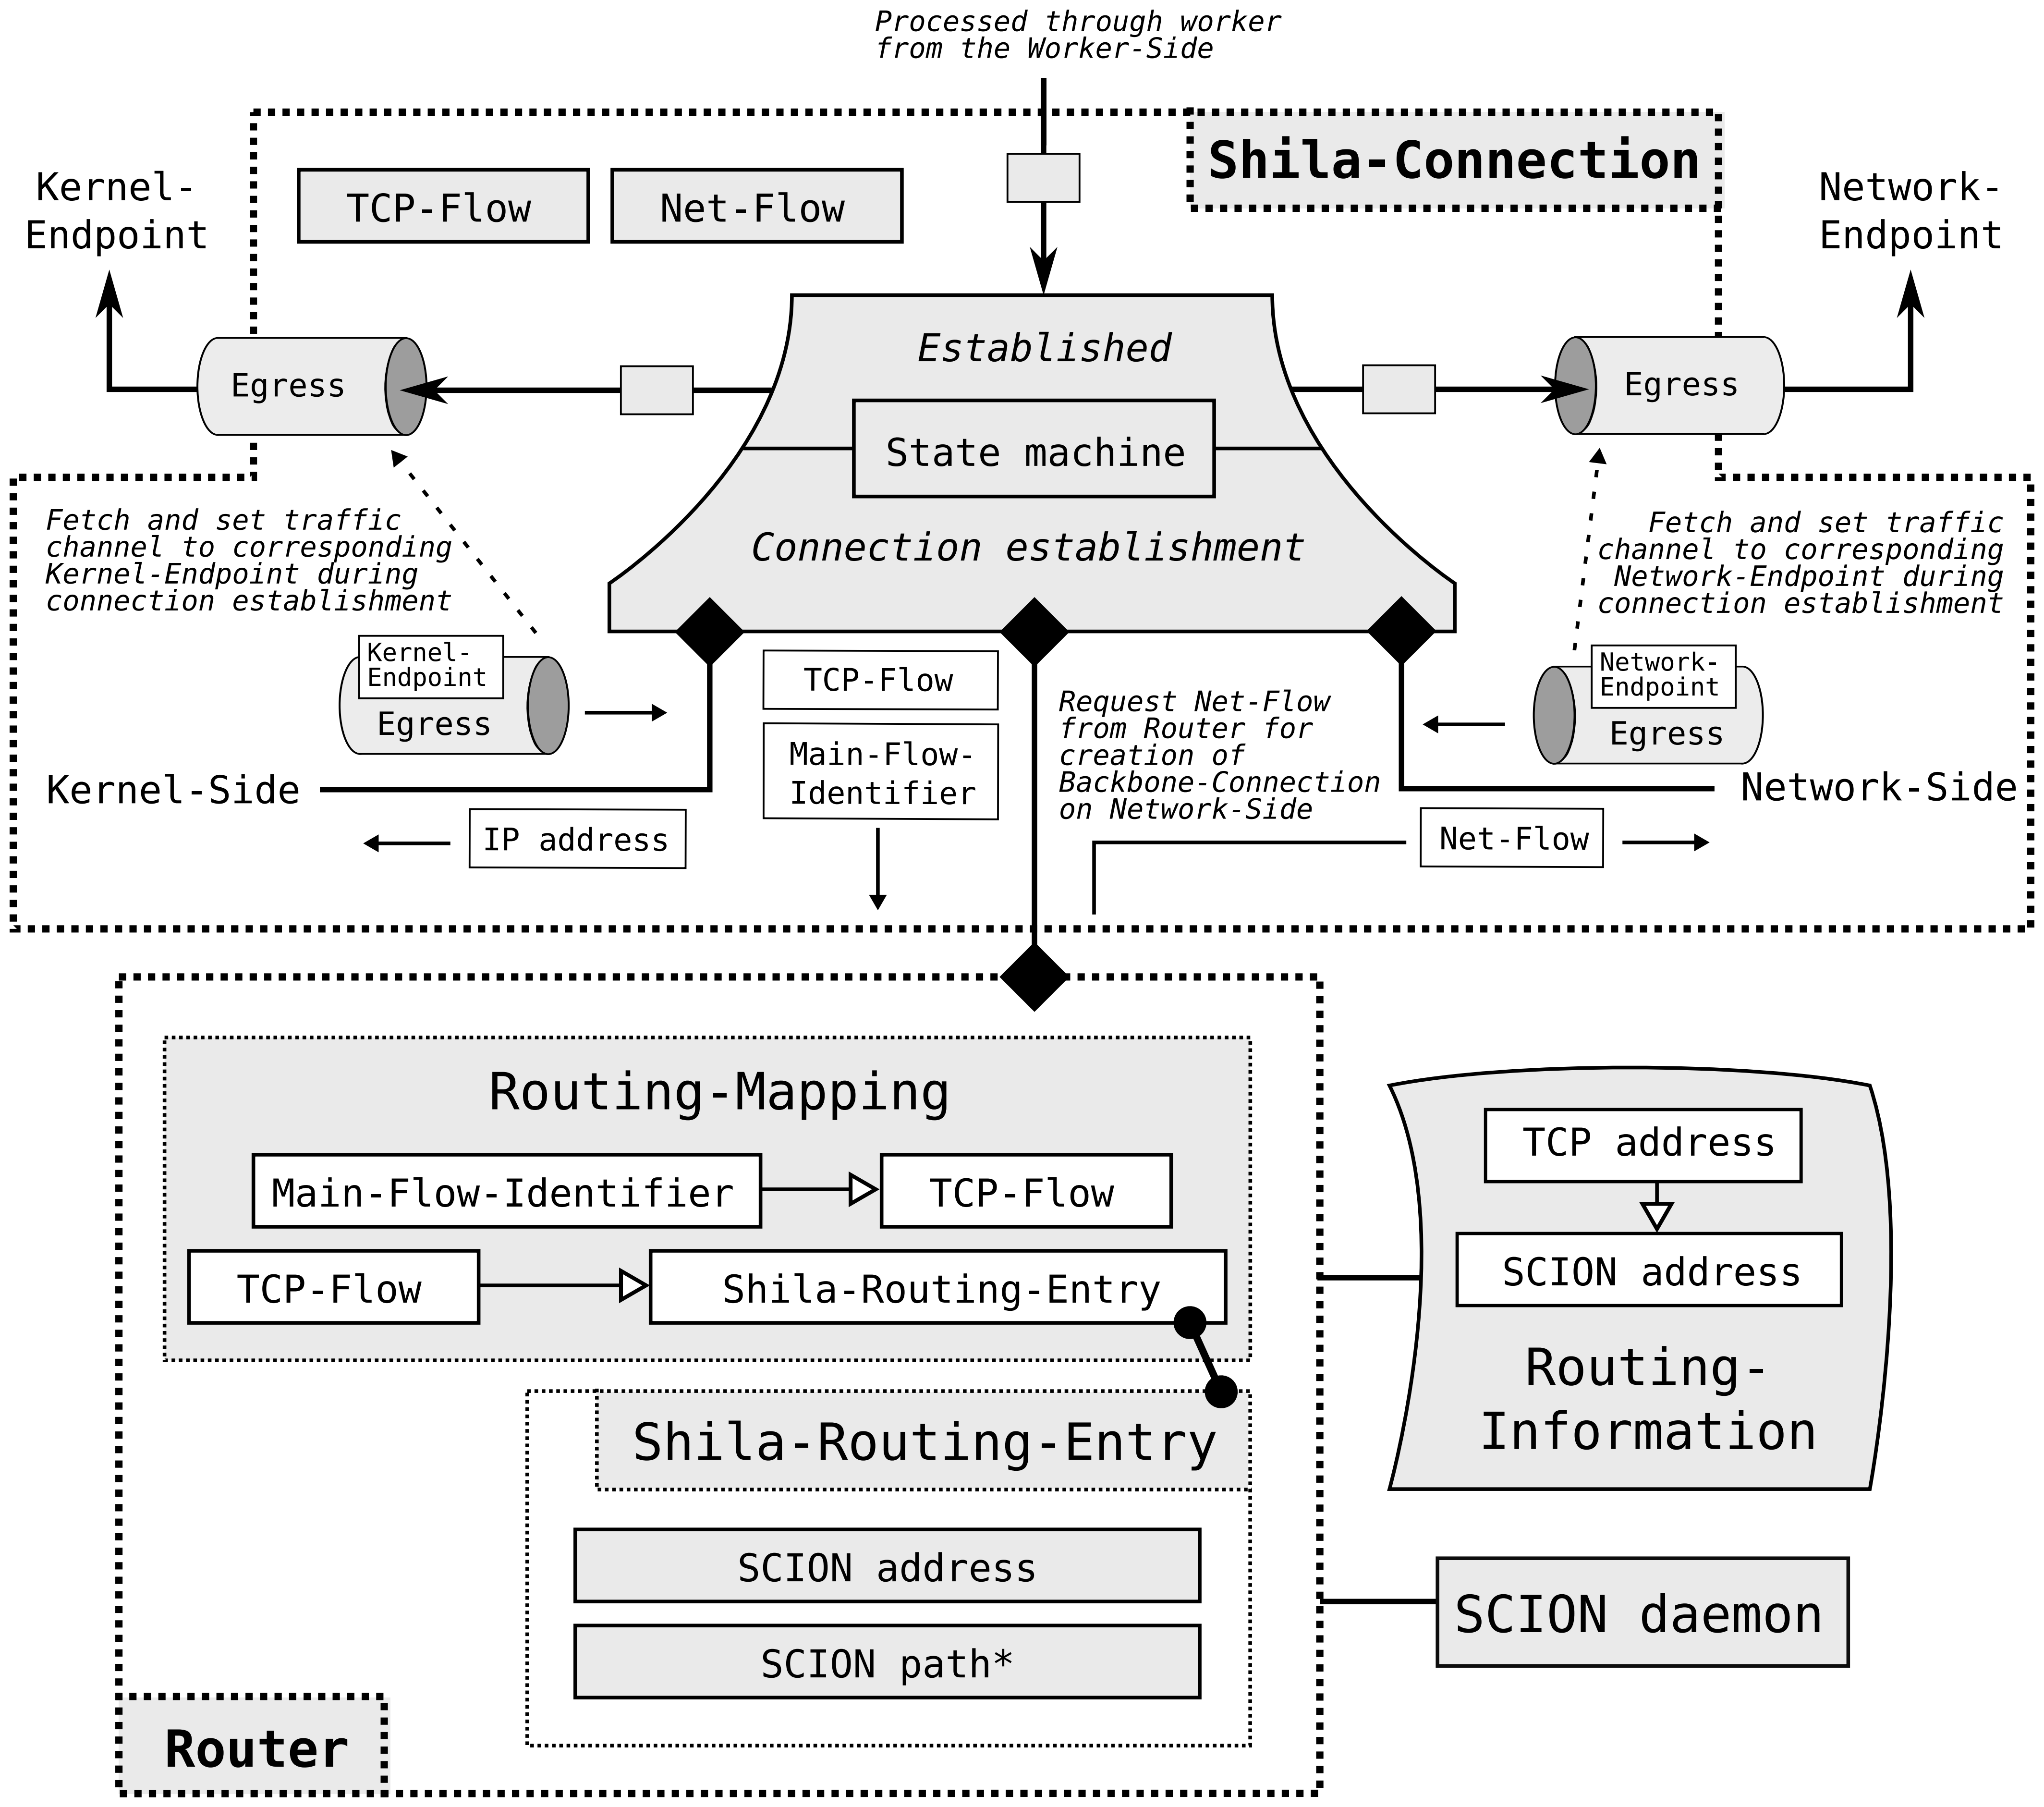 Processed through worker
from the Worker-Side
Shila-Connection
Kernel-
Endpoint
TCP-Flow
Net-Flow
Network-
Endpoint
Established
Egress
Egress
State machine
Connection establishment
Fetch and set traffic
channel to corresponding
Kernel-Endpoint during
connection establishment
Fetch and set traffic
channel to corresponding
Network-Endpoint during
connection establishment
Kernel-
Endpoint
Egress
TCP-Flow
Main-Flow-
Identifier
Request Net-Flow
from Router for
creation of
Backbone-Connection
on Network-Side
Network-
Endpoint
Egress
Kernel-Side
Network-Side
IP address
Net-Flow
Routing-Mapping
Main-Flow-Identifier
TCP-Flow
TCP-Flow
Shila-Routing-Entry
TCP address
SCION address
Routing-
Information
Shila-Routing-Entry
SCION address
SCION path*
SCION daemon
Router